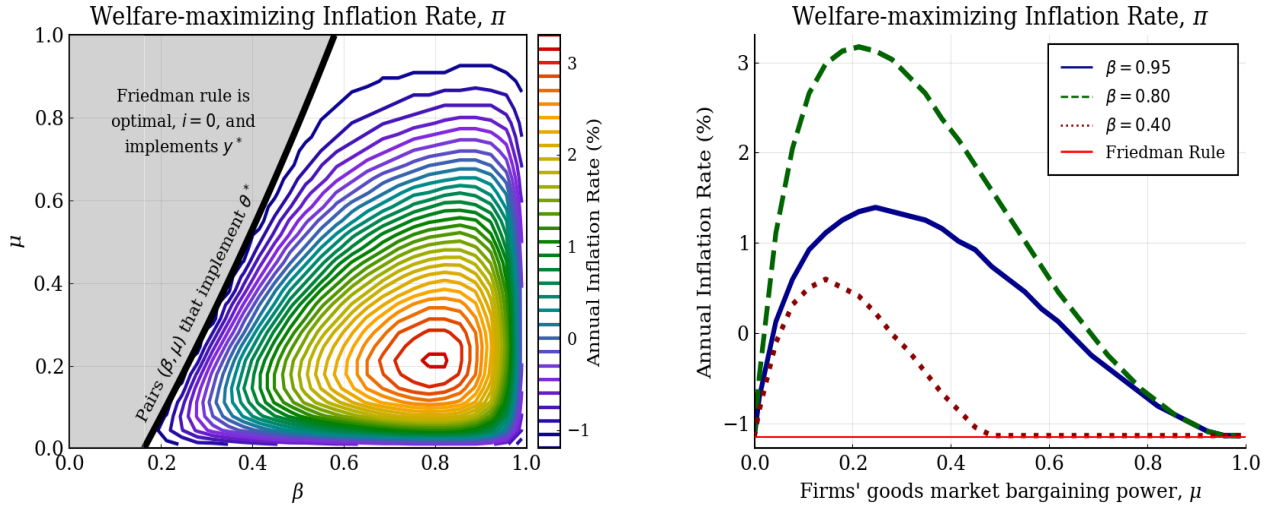 Welfare-maximizing Inflation Rate, π
1.0
0.8
0.6
0.4
0.2
0.0
μ
Friedman rule is
optimal, i = 0, and
implements y*
Pairs (β, μ) that implement θ*
0.0
0.2
0.4
0.6
0.8
1.0
β
3
2
1
0
−1
Annual Inflation Rate (%)
Welfare-maximizing Inflation Rate, π
3
2
1
0
−1
Annual Inflation Rate (%)
β = 0.95
β = 0.80
β = 0.40
Friedman Rule
0.0
0.2
0.4
0.6
0.8
1.0
Firms' goods market bargaining power, μ